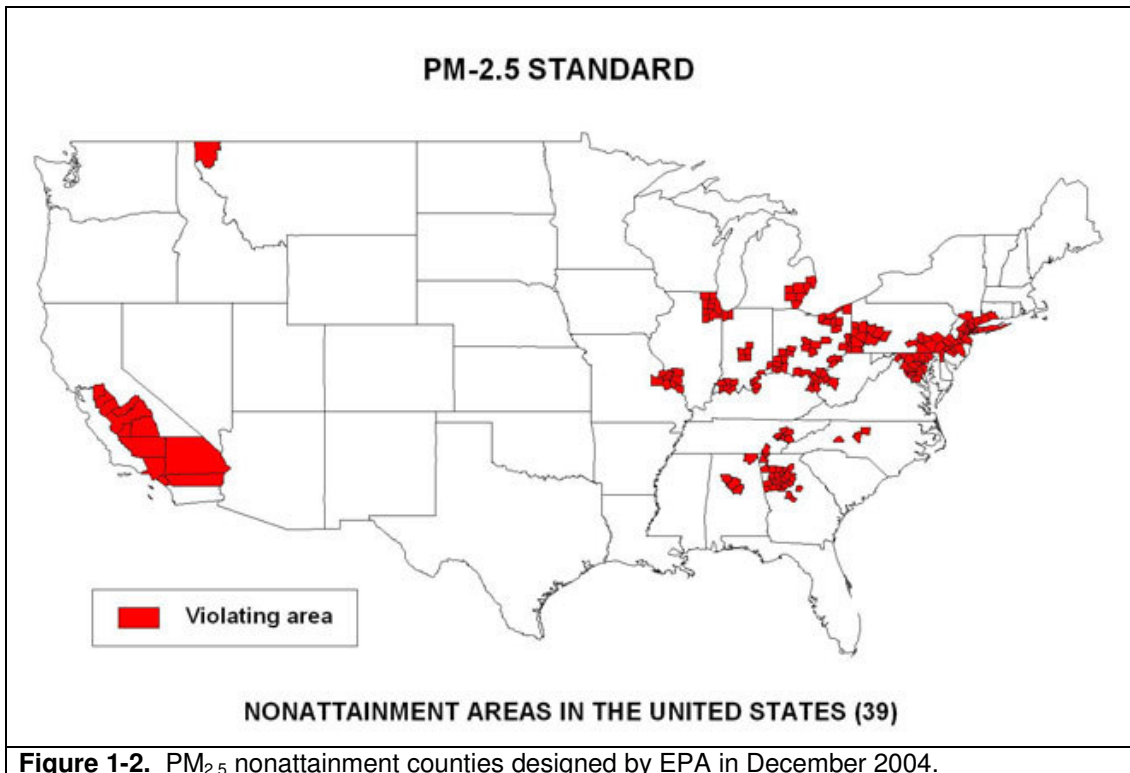 PM-2.5 STANDARD
Violating area
NONATTAINMENT AREAS IN THE UNITED STATES (39)
Figure 1-2. PM2.5 nonattainment counties designed by EPA in December 2004.